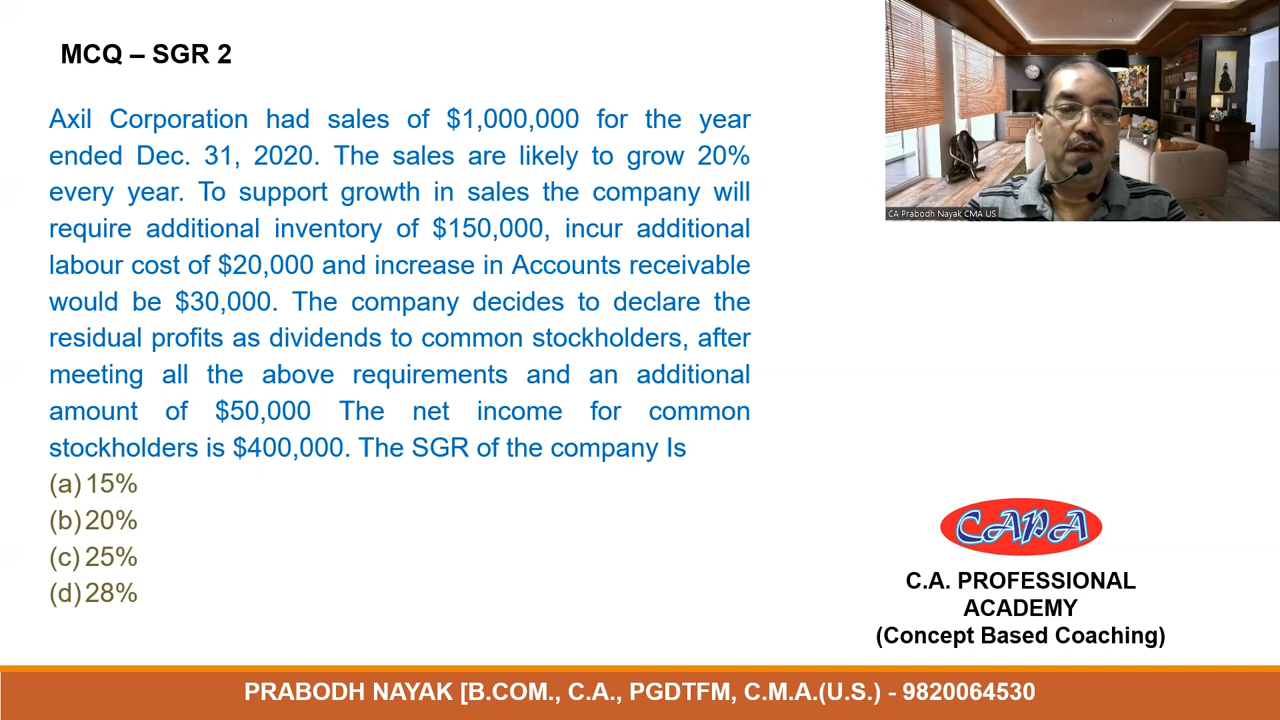 MCQ – SGR 2
Axil Corporation had sales of $1,000,000 for the year
ended Dec. 31, 2020. The sales are likely to grow 20%
every year. To support growth in sales the company will
require additional inventory of $150,000, incur additional
labour cost of $20,000 and increase in Accounts receivable
would be $30,000. The company decides to declare the
residual profits as dividends to common stockholders, after
meeting all the above requirements and an additional
amount of $50,000 The net income for common
stockholders is $400,000. The SGR of the company Is
(a) 15%
(b) 20%
(c) 25%
(d) 28%
CA Prabodh Nayak CMA US
CAPA
C.A. PROFESSIONAL
ACADEMY
(Concept Based Coaching)
PRABODH NAYAK [B.COM., C.A., PGDTFM, C.M.A.(U.S.) - 9820064530